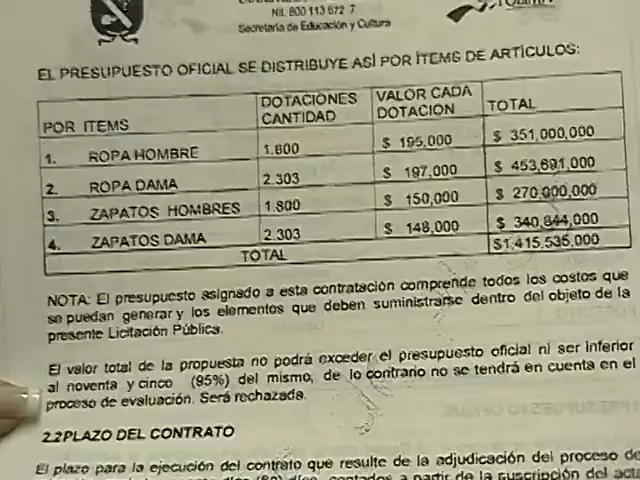 NIL 800 113 672 7
Secretaria de Educación y Cultura
EL PRESUPUESTO OFICIAL SE DISTRIBUYE ASÍ POR ÍTEMS DE ARTÍCULOS:
POR ITEMS DOTACIONES CANTIDAD VALOR CADA DOTACION TOTAL
1. ROPA HOMBRE 1.800 $ 195,000 $ 351,000,000
2. ROPA DAMA 2.303 $ 197,000 $ 453,691,000
3. ZAPATOS HOMBRES 1.800 $ 150,000 $ 270,000,000
4. ZAPATOS DAMA 2.303 $ 148,000 $ 340,844,000
TOTAL $1,415,535,000
NOTA: El presupuesto asignado a esta contratación comprende todos los costos que
se puedan generar y los elementos que deben suministrarse dentro del objeto de la
presente Licitación Pública.
El valor total de la propuesta no podrá exceder el presupuesto oficial ni ser inferior
al noventa y cinco (95%) del mismo, de lo contrario no se tendrá en cuenta en el
proceso de evaluación. Será rechazada.
2.2 PLAZO DEL CONTRATO
El plazo para la ejecución del contrato que resulte de la adjudicación del proceso de